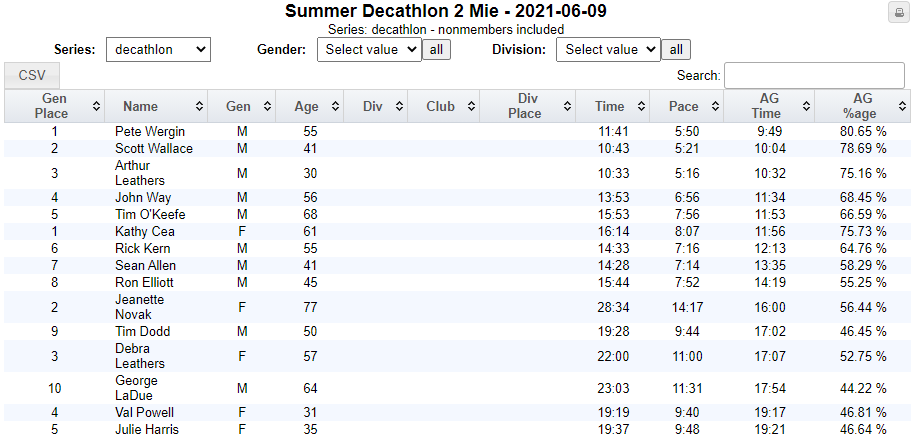 Summer Decathlon 2 Mie - 2021-06-09
Series: decathlon - nonmembers included
Series: decathlon Gender: Select value all Division: Select value all
CSV Search:
Gen Place Name Gen Age Div Club Div Place Time Pace AG Time AG %age
1 Pete Wergin M 55 11:41 5:50 9:49 80.65 %
2 Scott Wallace M 41 10:43 5:21 10:04 78.69 %
3 Arthur Leathers M 30 10:33 5:16 10:32 75.16 %
4 John Way M 56 13:53 6:56 11:34 68.45 %
5 Tim O'Keefe M 68 15:53 7:56 11:53 66.59 %
1 Kathy Cea F 61 16:14 8:07 11:56 75.73 %
6 Rick Kern M 55 14:33 7:16 12:13 64.76 %
7 Sean Allen M 41 14:28 7:14 13:35 58.29 %
8 Ron Elliott M 45 15:44 7:52 14:19 55.25 %
2 Jeanette Novak F 77 28:34 14:17 16:00 56.44 %
9 Tim Dodd M 50 19:28 9:44 17:02 46.45 %
3 Debra Leathers F 57 22:00 11:00 17:07 52.75 %
10 George LaDue M 64 23:03 11:31 17:54 44.22 %
4 Val Powell F 31 19:19 9:40 19:17 46.81 %
5 Julie Harris F 35 19:37 9:48 19:21 46.64 %